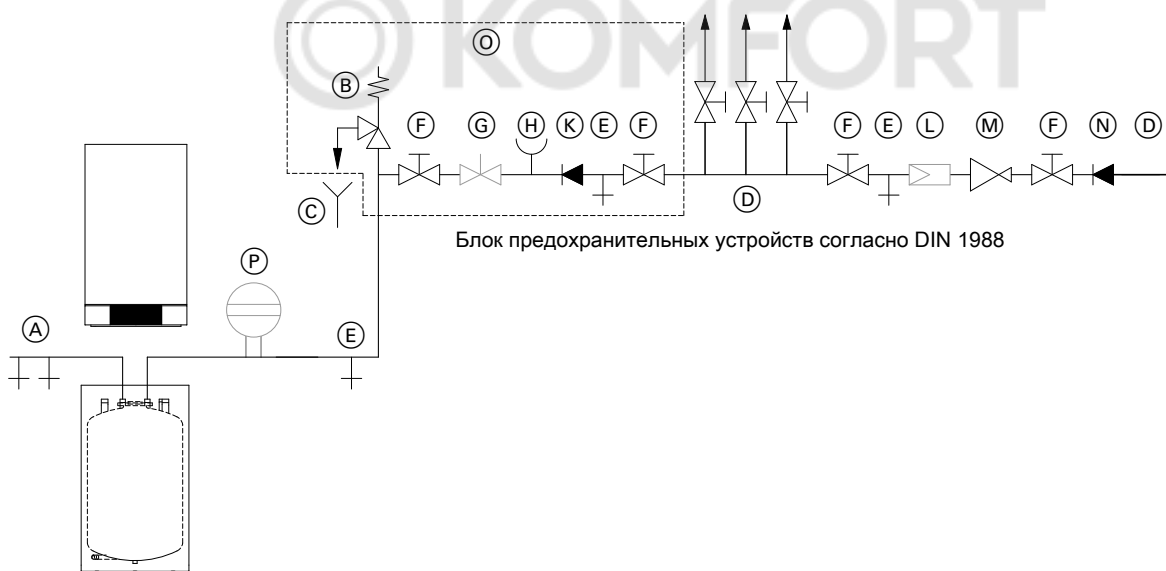 KOMFORT
O
B
F G H K E F
F E L M F N D
C
D
Блок предохранительных устройств согласно DIN 1988
P
A
E